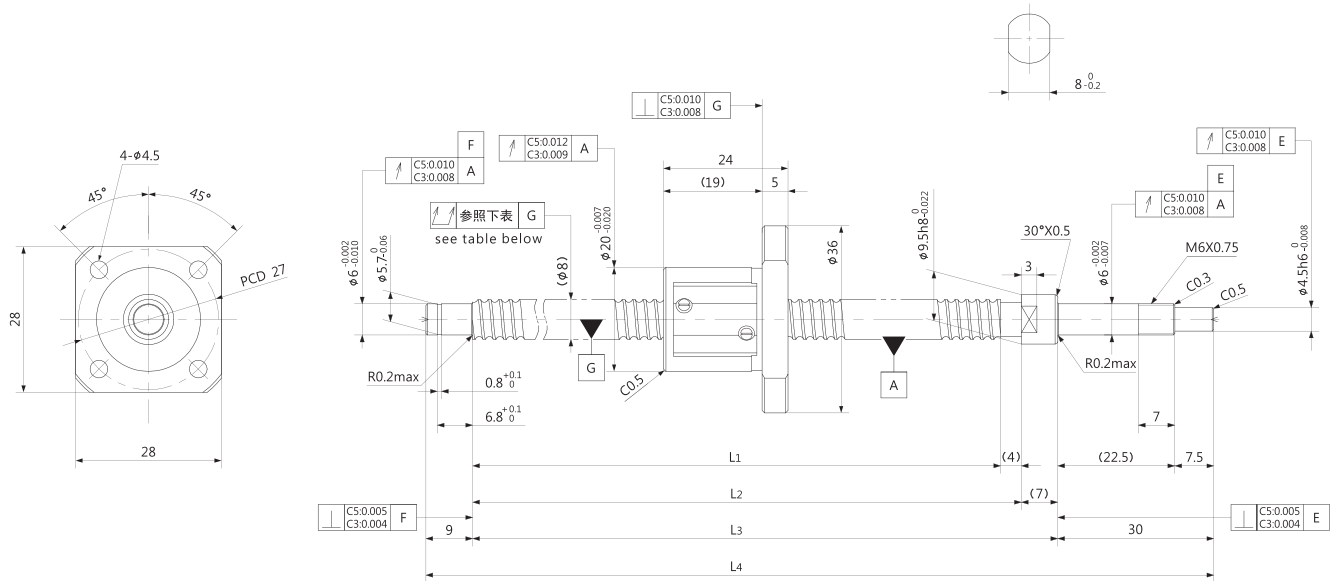 8 0 -0.2
C5:0.010
C3:0.008
G
F
C5:0.010
C3:0.008
A
C5:0.012
C3:0.009
A
C5:0.010
C3:0.008
E
E
C5:0.010
C3:0.008
A
4-ϕ4.5
45°
45°
PCD 27
28
28
参照下表
G
see table below
24
(19)
5
ϕ6 -0.002 -0.010
ϕ5.7 0 -0.06
(ϕ8)
ϕ20 -0.007 -0.020
ϕ36
ϕ9.5h8 0 -0.022
30°X0.5
3
ϕ6 -0.002 -0.007
M6X0.75
C0.3
C0.5
ϕ4.5h6 0 -0.008
R0.2max
G
C0.5
A
R0.2max
0.8 +0.1 0
6.8 +0.1 0
7
L1
(4)
(22.5)
7.5
L2
(7)
C5:0.005
C3:0.004
F
9
L3
30
C5:0.005
C3:0.004
E
L4